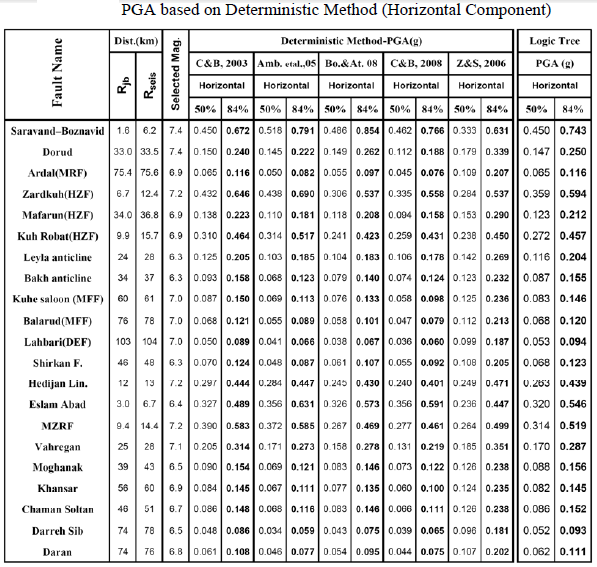 PGA based on Deterministic Method (Horizontal Component)
Fault Name Dist.(km) Selected Mag. Deterministic Method-PGA(g) Logic Tree
Rjb Rseis C&B, 2003 Amb. etal.,05 Bo.&At. 08 C&B, 2008 Z&S, 2006 PGA (g)
Horizontal Horizontal Horizontal Horizontal Horizontal Horizontal
50% 84% 50% 84% 50% 84% 50% 84% 50% 84% 50% 84%
Saravand–Boznavid 1.6 6.2 7.4 0.450 0.672 0.518 0.791 0.486 0.854 0.462 0.766 0.333 0.631 0.450 0.743
Dorud 33.0 33.5 7.4 0.150 0.240 0.145 0.222 0.149 0.262 0.112 0.188 0.179 0.339 0.147 0.250
Ardal(MRF) 75.4 75.6 6.9 0.065 0.116 0.050 0.082 0.055 0.097 0.045 0.076 0.109 0.207 0.065 0.116
Zardkuh(HZF) 6.7 12.4 7.2 0.432 0.646 0.438 0.690 0.306 0.537 0.335 0.558 0.284 0.537 0.359 0.594
Mafarun(HZF) 34.0 36.8 6.9 0.138 0.223 0.110 0.181 0.118 0.208 0.094 0.158 0.153 0.290 0.123 0.212
Kuh Robat(HZF) 9.9 15.7 6.9 0.310 0.464 0.314 0.517 0.241 0.423 0.259 0.431 0.238 0.450 0.272 0.457
Leyla anticline 24 28 6.3 0.125 0.205 0.103 0.185 0.104 0.183 0.106 0.178 0.142 0.269 0.116 0.204
Bakh anticline 34 37 6.3 0.093 0.158 0.068 0.123 0.079 0.140 0.074 0.124 0.123 0.232 0.087 0.155
Kuhe saloon (MFF) 60 61 7.0 0.087 0.150 0.069 0.113 0.076 0.133 0.058 0.098 0.125 0.236 0.083 0.146
Balarud(MFF) 76 78 7.0 0.068 0.121 0.055 0.089 0.058 0.101 0.047 0.079 0.112 0.213 0.068 0.120
Lahbari(DEF) 103 104 7.0 0.050 0.089 0.041 0.066 0.038 0.067 0.036 0.060 0.099 0.187 0.053 0.094
Shirkan F. 46 48 6.3 0.070 0.124 0.048 0.087 0.061 0.107 0.055 0.092 0.108 0.205 0.068 0.123
Hedijan Lin. 12 13 7.2 0.297 0.444 0.284 0.447 0.245 0.430 0.240 0.401 0.249 0.471 0.263 0.439
Eslam Abad 3.0 6.7 6.4 0.327 0.489 0.356 0.631 0.326 0.573 0.356 0.591 0.236 0.447 0.320 0.546
MZRF 9.4 14.4 7.2 0.390 0.583 0.372 0.585 0.267 0.469 0.277 0.461 0.264 0.499 0.314 0.519
Vahregan 25 28 7.1 0.205 0.314 0.171 0.273 0.158 0.278 0.131 0.219 0.185 0.351 0.170 0.287
Moghanak 39 43 6.5 0.090 0.154 0.069 0.121 0.083 0.146 0.073 0.122 0.126 0.238 0.088 0.156
Khansar 56 60 6.9 0.084 0.145 0.067 0.111 0.077 0.135 0.060 0.100 0.124 0.235 0.082 0.145
Chaman Soltan 46 51 6.7 0.086 0.148 0.068 0.116 0.083 0.146 0.066 0.111 0.126 0.238 0.086 0.152
Darreh Sib 74 78 6.5 0.048 0.086 0.034 0.059 0.043 0.075 0.039 0.065 0.096 0.181 0.052 0.093
Daran 74 76 6.8 0.061 0.108 0.046 0.077 0.054 0.095 0.044 0.075 0.107 0.202 0.062 0.111